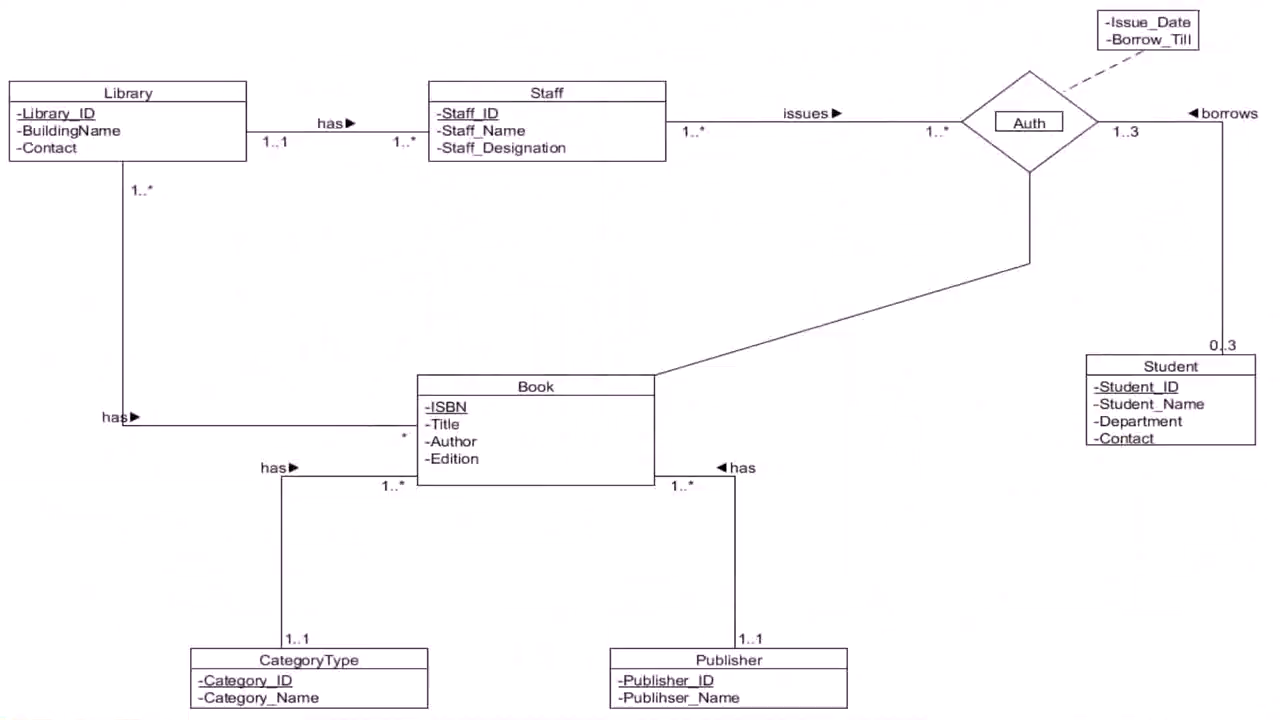 -Issue_Date
-Borrow_Till
Library
-Library_ID
-BuildingName
-Contact
has
1..1
1..*
Staff
-Staff_ID
-Staff_Name
-Staff_Designation
issues
1..*
1..*
Auth
borrows
1..3
1..*
0..3
Student
-Student_ID
-Student_Name
-Department
-Contact
Book
-ISBN
-Title
-Author
-Edition
has
*
has
1..*
has
1..*
1..1
CategoryType
-Category_ID
-Category_Name
1..1
Publisher
-Publisher_ID
-Publihser_Name